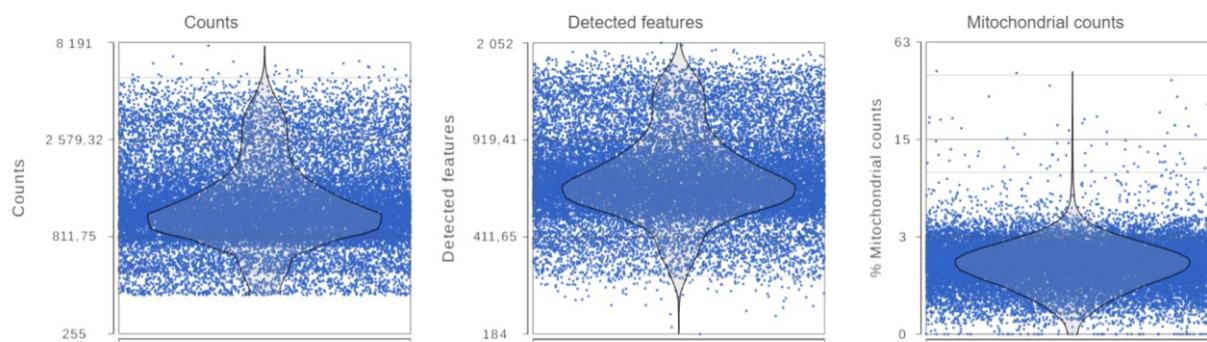 Counts
8 191
2 579.32
811.75
255
Counts
Detected features
2 052
919.41
411.65
184
Detected features
Mitochondrial counts
63
15
3
0
% Mitochondrial counts